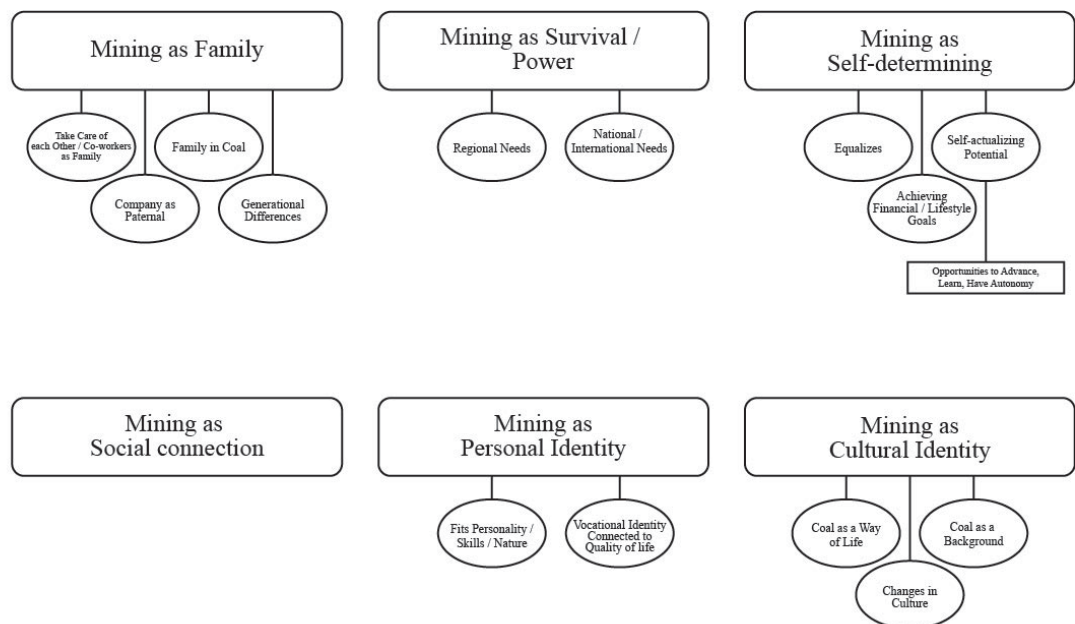 Mining as Family
Take Care of
each Other / Co-workers
as Family
Company as
Paternal
Family in Coal
Generational
Differences
Mining as Survival /
Power
Regional Needs
National /
International Needs
Mining as
Self-determining
Equalizes
Achieving
Financial / Lifestyle
Goals
Self-actualizing
Potential
Opportunities to Advance,
Learn, Have Autonomy
Mining as
Social connection
Mining as
Personal Identity
Fits Personality /
Skills / Nature
Vocational Identity
Connected to
Quality of life
Mining as
Cultural Identity
Coal as a Way
of Life
Changes in
Culture
Coal as a
Background